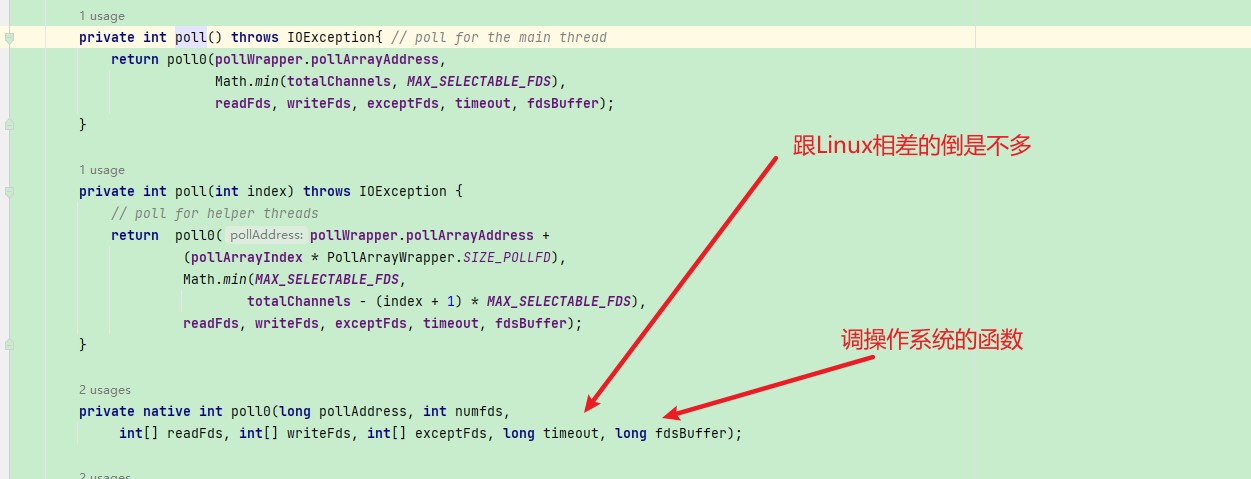 1 usage
private int poll() throws IOException{ // poll for the main thread
return poll0(pollWrapper.pollArrayAddress,
Math.min(totalChannels, MAX_SELECTABLE_FDS),
readFds, writeFds, exceptFds, timeout, fdsBuffer);
}
跟Linux相差的倒是不多
1 usage
private int poll(int index) throws IOException {
// poll for helper threads
return poll0( pollAddress: pollWrapper.pollArrayAddress +
(pollArrayIndex * PollArrayWrapper.SIZE_POLLFD),
Math.min(MAX_SELECTABLE_FDS,
totalChannels - (index + 1) * MAX_SELECTABLE_FDS),
readFds, writeFds, exceptFds, timeout, fdsBuffer);
}
调操作系统的函数
2 usages
private native int poll0(long pollAddress, int numfds,
int[] readFds, int[] writeFds, int[] exceptFds, long timeout, long fdsBuffer);
2 usages